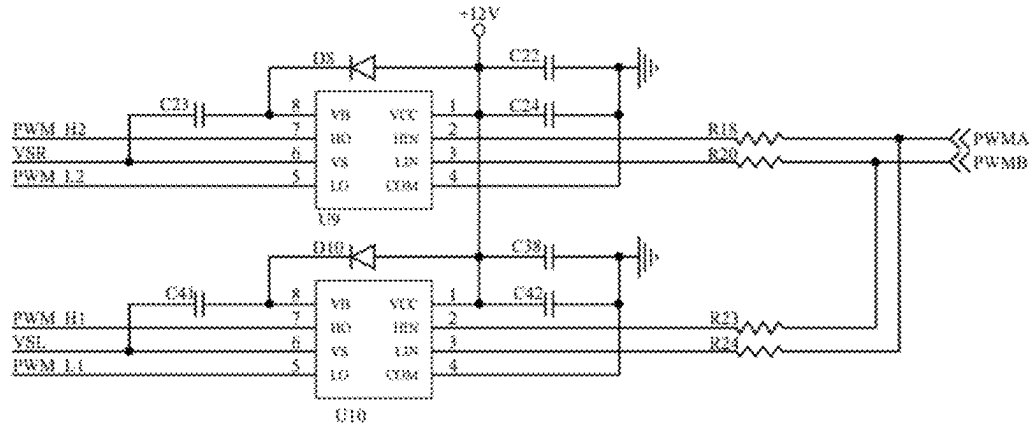 +12V
D8
C22
C23
C24
8 VB VCC 1
PWM_H2 7 HO HIN 2 R18 PWMA
VSR 6 VS LIN 3 R20 PWMB
PWM_L2 5 LO COM 4
U9
D10
C38
C41
C42
8 VB VCC 1
PWM_H1 7 HO HIN 2 R23
VSL 6 VS LIN 3
PWM_L1 5 LO COM 4
U10